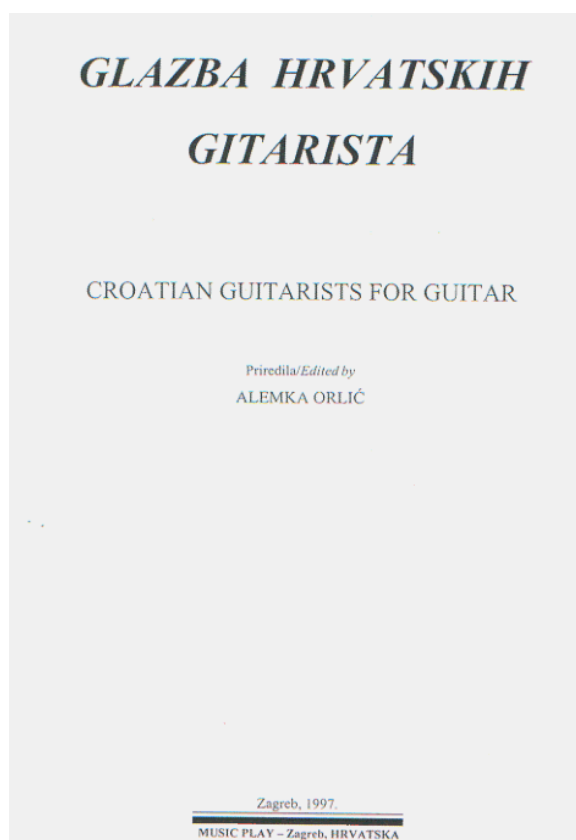 GLAZBA HRVATSKIH
GITARISTA
CROATIAN GUITARISTS FOR GUITAR
Priredila/Edited by
ALEMKA ORLIĆ
Zagreb, 1997.
MUSIC PLAY – Zagreb, HRVATSKA